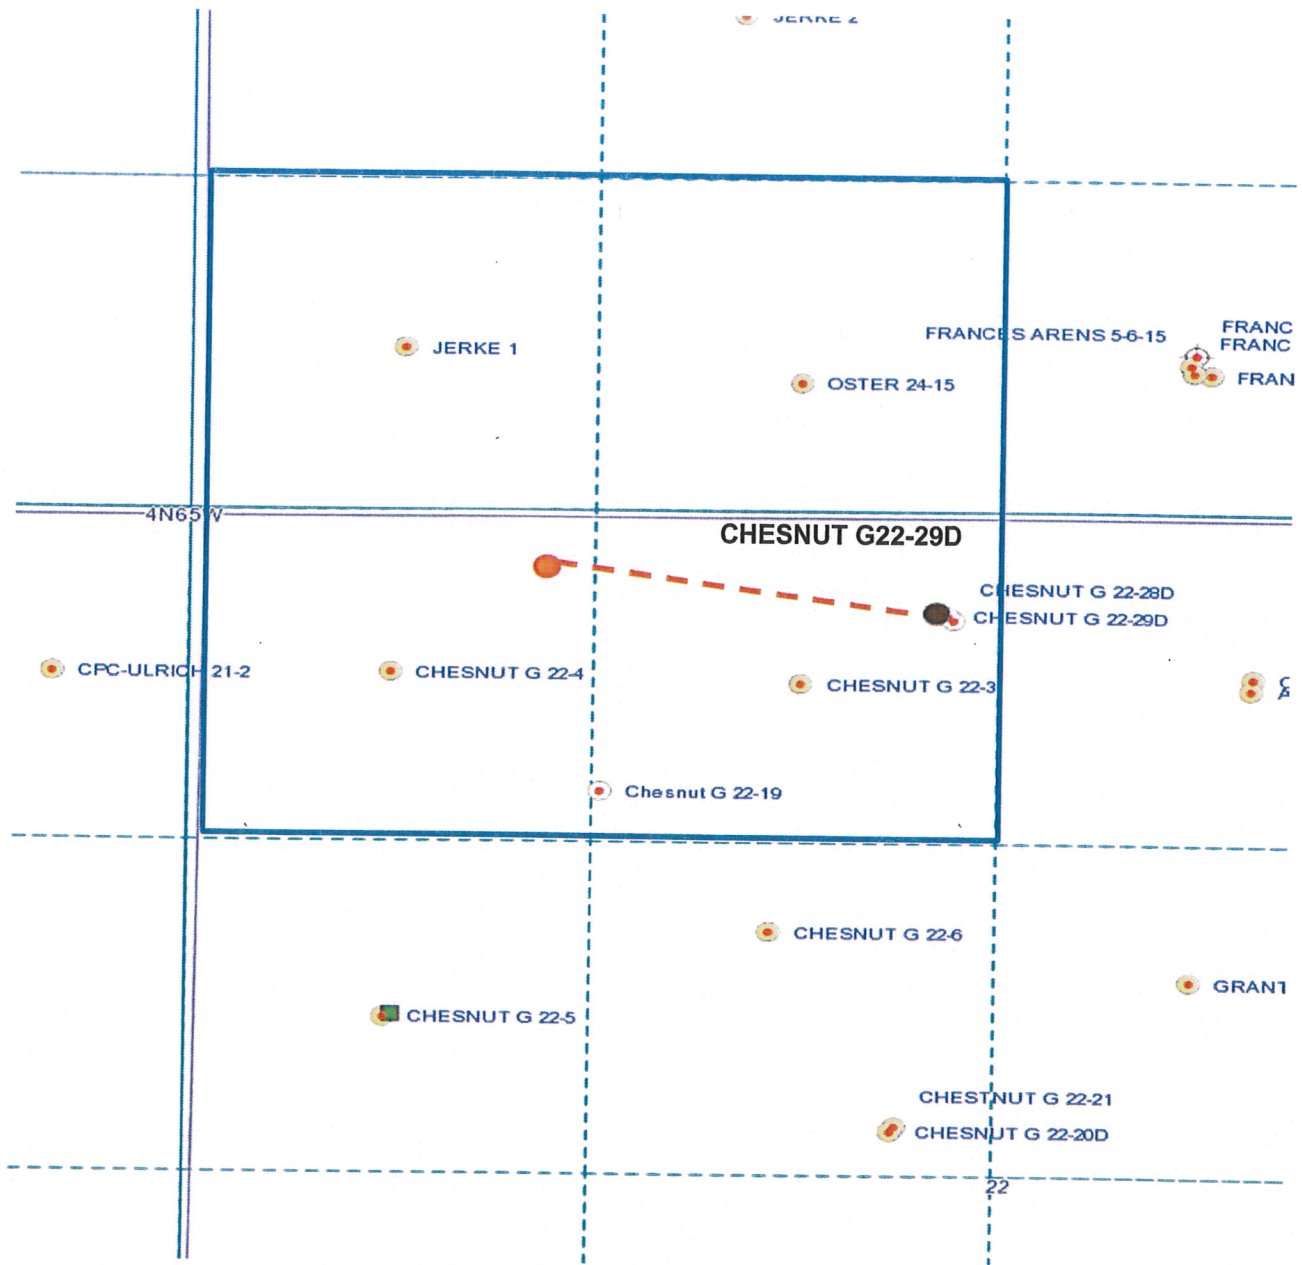 JERKE 2
FRANCES ARENS 5-6-15
FRANC
FRANC
JERKE 1
OSTER 24-15
FRAN
4N65W
CHESNUT G22-29D
CHESNUT G 22-28D
CHESNUT G 22-29D
CPC-ULRICH 21-2
CHESNUT G 22-4
CHESNUT G 22-3
Chesnut G 22-19
CHESNUT G 22-6
GRANT
CHESNUT G 22-5
CHESTNUT G 22-21
CHESNUT G 22-20D
22